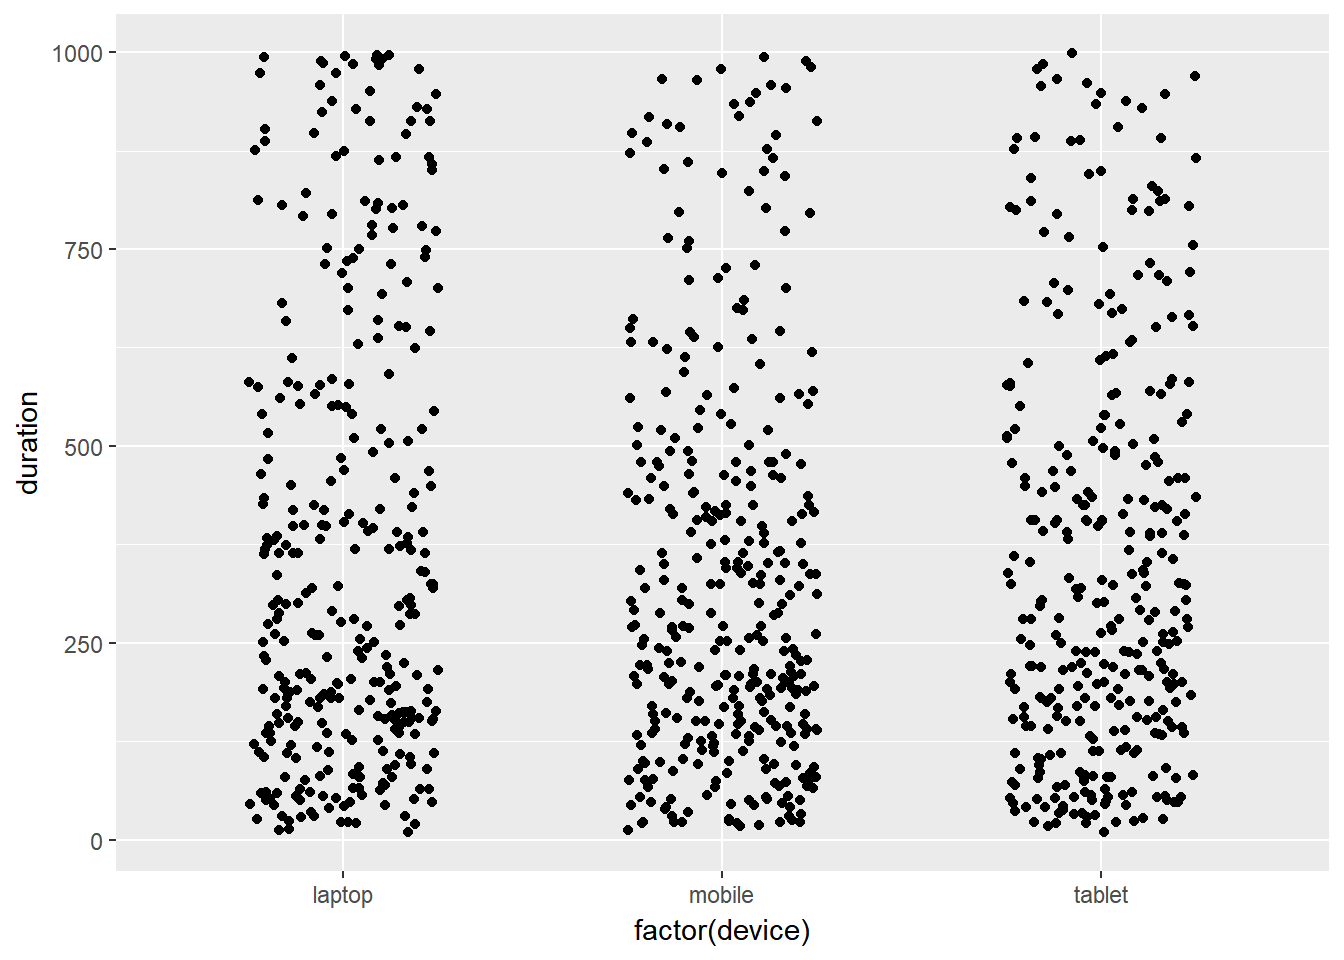 1000
750
500
250
0
duration
laptop
mobile
tablet
factor(device)